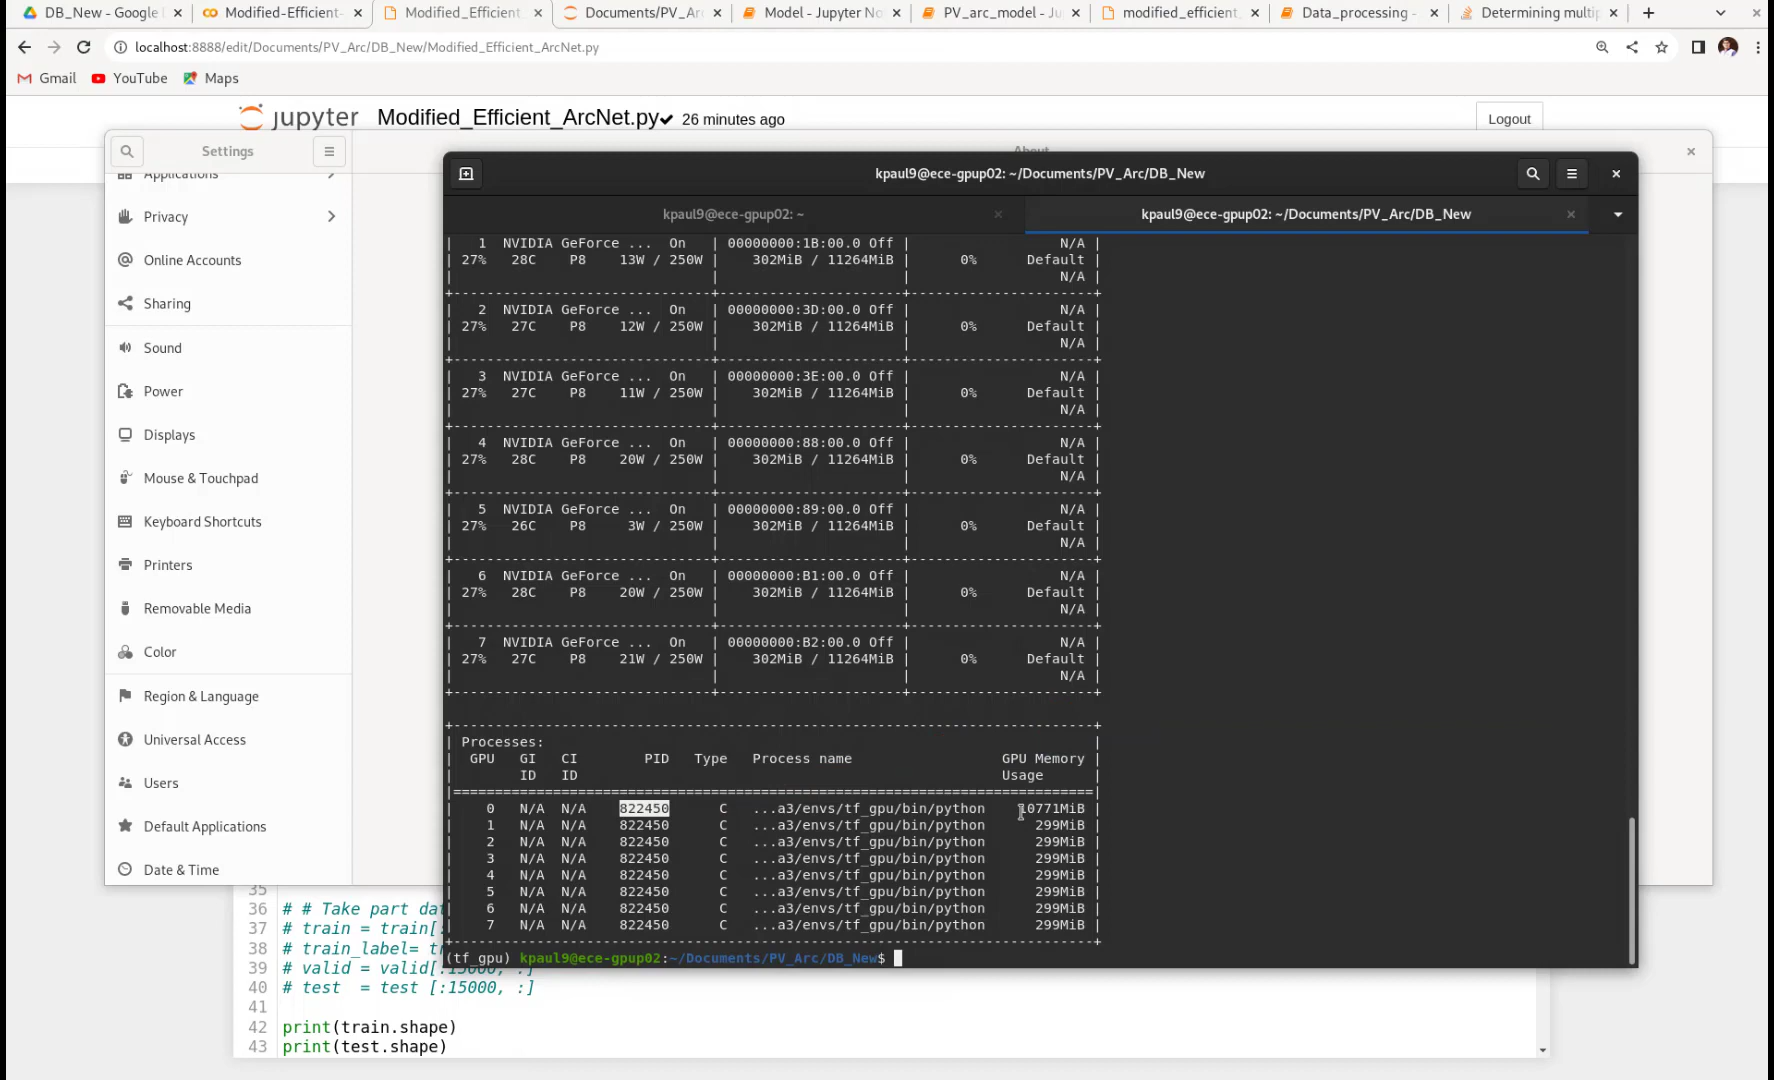 DB_New - Google
Modified-Efficient-
Modified_Efficient
Documents/PV_Ar
Model - Jupyter No
PV_arc_model - Ju
modified_efficient
Data_processing -
Determining multip
localhost:8888/edit/Documents/PV_Arc/DB_New/Modified_Efficient_ArcNet.py
Gmail YouTube Maps
jupyter Modified_Efficient_ArcNet.py 26 minutes ago Logout
Settings
About
Applications
Privacy
Online Accounts
Sharing
Sound
Power
Displays
Mouse & Touchpad
Keyboard Shortcuts
Printers
Removable Media
Color
Region & Language
Universal Access
Users
Default Applications
Date & Time
kpaul9@ece-gpup02: ~/Documents/PV_Arc/DB_New
kpaul9@ece-gpup02: ~
kpaul9@ece-gpup02: ~/Documents/PV_Arc/DB_New
| 1 NVIDIA GeForce ... On | 00000000:1B:00.0 Off | N/A |
| 27% 28C P8 13W / 250W | 302MiB / 11264MiB | 0% Default |
| | | N/A |
+-------------------------------+----------------------+----------------------+
| 2 NVIDIA GeForce ... On | 00000000:3D:00.0 Off | N/A |
| 27% 27C P8 12W / 250W | 302MiB / 11264MiB | 0% Default |
| | | N/A |
+-------------------------------+----------------------+----------------------+
| 3 NVIDIA GeForce ... On | 00000000:3E:00.0 Off | N/A |
| 27% 27C P8 11W / 250W | 302MiB / 11264MiB | 0% Default |
| | | N/A |
+-------------------------------+----------------------+----------------------+
| 4 NVIDIA GeForce ... On | 00000000:88:00.0 Off | N/A |
| 27% 28C P8 20W / 250W | 302MiB / 11264MiB | 0% Default |
| | | N/A |
+-------------------------------+----------------------+----------------------+
| 5 NVIDIA GeForce ... On | 00000000:89:00.0 Off | N/A |
| 27% 26C P8 3W / 250W | 302MiB / 11264MiB | 0% Default |
| | | N/A |
+-------------------------------+----------------------+----------------------+
| 6 NVIDIA GeForce ... On | 00000000:B1:00.0 Off | N/A |
| 27% 28C P8 20W / 250W | 302MiB / 11264MiB | 0% Default |
| | | N/A |
+-------------------------------+----------------------+----------------------+
| 7 NVIDIA GeForce ... On | 00000000:B2:00.0 Off | N/A |
| 27% 27C P8 21W / 250W | 302MiB / 11264MiB | 0% Default |
| | | N/A |
+-------------------------------+----------------------+----------------------+
+-----------------------------------------------------------------------------+
| Processes: |
| GPU GI CI PID Type Process name GPU Memory |
| ID ID Usage |
|=============================================================================|
| 0 N/A N/A 822450 C ...a3/envs/tf_gpu/bin/python 10771MiB |
| 1 N/A N/A 822450 C ...a3/envs/tf_gpu/bin/python 299MiB |
| 2 N/A N/A 822450 C ...a3/envs/tf_gpu/bin/python 299MiB |
| 3 N/A N/A 822450 C ...a3/envs/tf_gpu/bin/python 299MiB |
| 4 N/A N/A 822450 C ...a3/envs/tf_gpu/bin/python 299MiB |
| 5 N/A N/A 822450 C ...a3/envs/tf_gpu/bin/python 299MiB |
| 6 N/A N/A 822450 C ...a3/envs/tf_gpu/bin/python 299MiB |
| 7 N/A N/A 822450 C ...a3/envs/tf_gpu/bin/python 299MiB |
+-----------------------------------------------------------------------------+
(tf_gpu) kpaul9@ece-gpup02:~/Documents/PV_Arc/DB_New$
35
36 # # Take part da
37 # train = train[
38 # train_label= tr
39 # valid = valid[:15000, :]
40 # test = test [:15000, :]
41
42 print(train.shape)
43 print(test.shape)